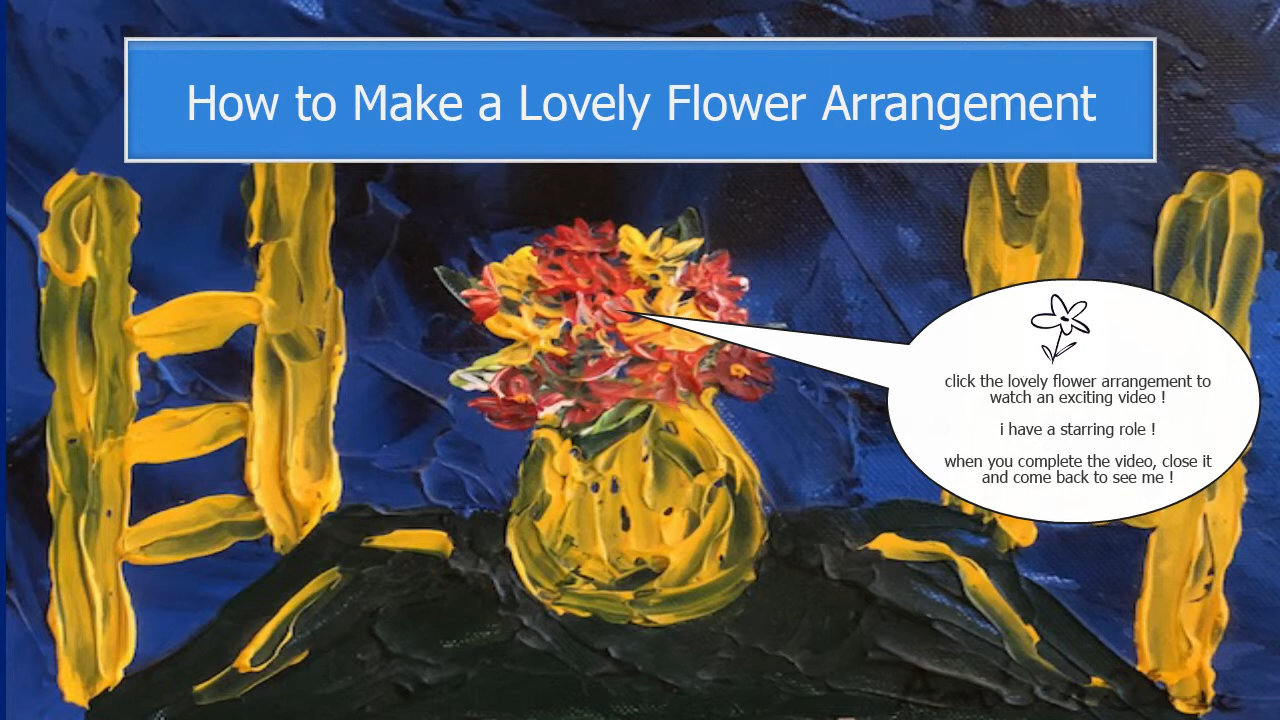 How to Make a Lovely Flower Arrangement
click the lovely flower arrangement to
watch an exciting video !
i have a starring role !
when you complete the video, close it
and come back to see me !